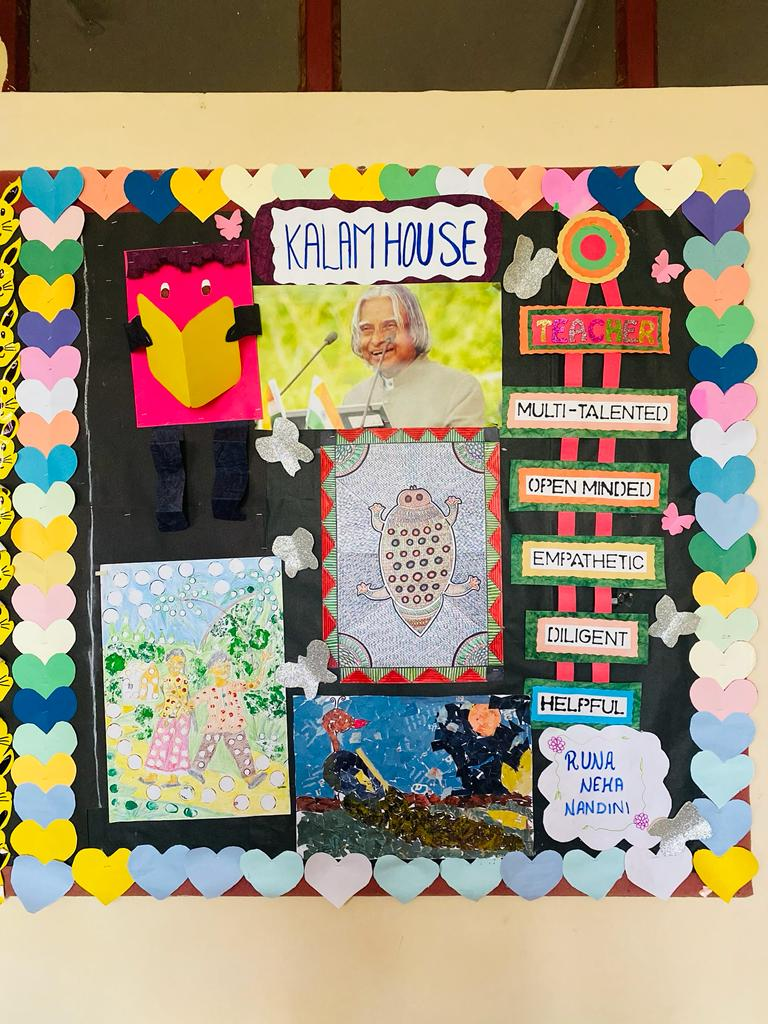 KALAM HOUSE
TEACHER
MULTI-TALENTED
OPEN MINDED
EMPATHETIC
DILIGENT
HELPFUL
RUNA
NEHA
NANDINI